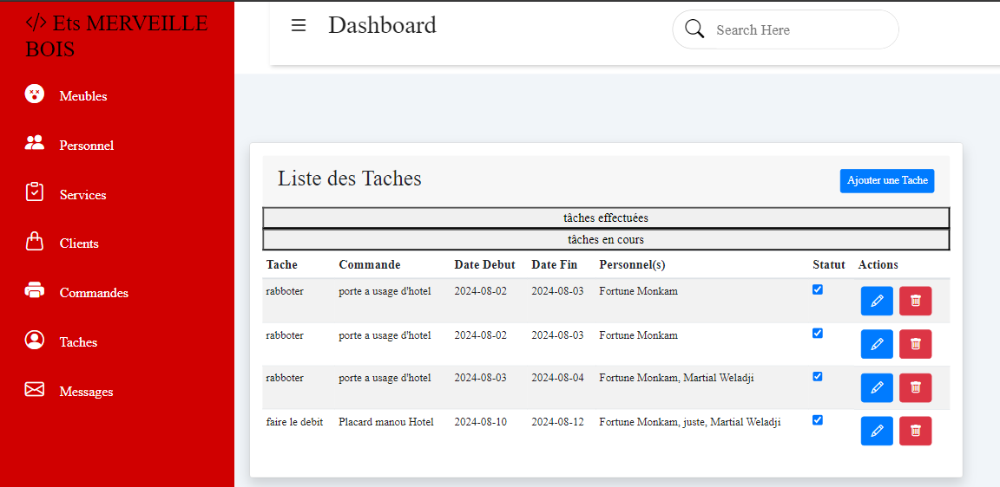 </> Ets MERVEILLE
BOIS
Meubles
Personnel
Services
Clients
Commandes
Taches
Messages
Dashboard
Search Here
Liste des Taches
Ajouter une Tache
tâches effectuées
tâches en cours
Tache Commande Date Debut Date Fin Personnel(s) Statut Actions
rabboter porte a usage d'hotel 2024-08-02 2024-08-03 Fortune Monkam
rabboter porte a usage d'hotel 2024-08-02 2024-08-03 Fortune Monkam
rabboter porte a usage d'hotel 2024-08-03 2024-08-04 Fortune Monkam, Martial Weladji
faire le debit Placard manou Hotel 2024-08-10 2024-08-12 Fortune Monkam, juste, Martial Weladji